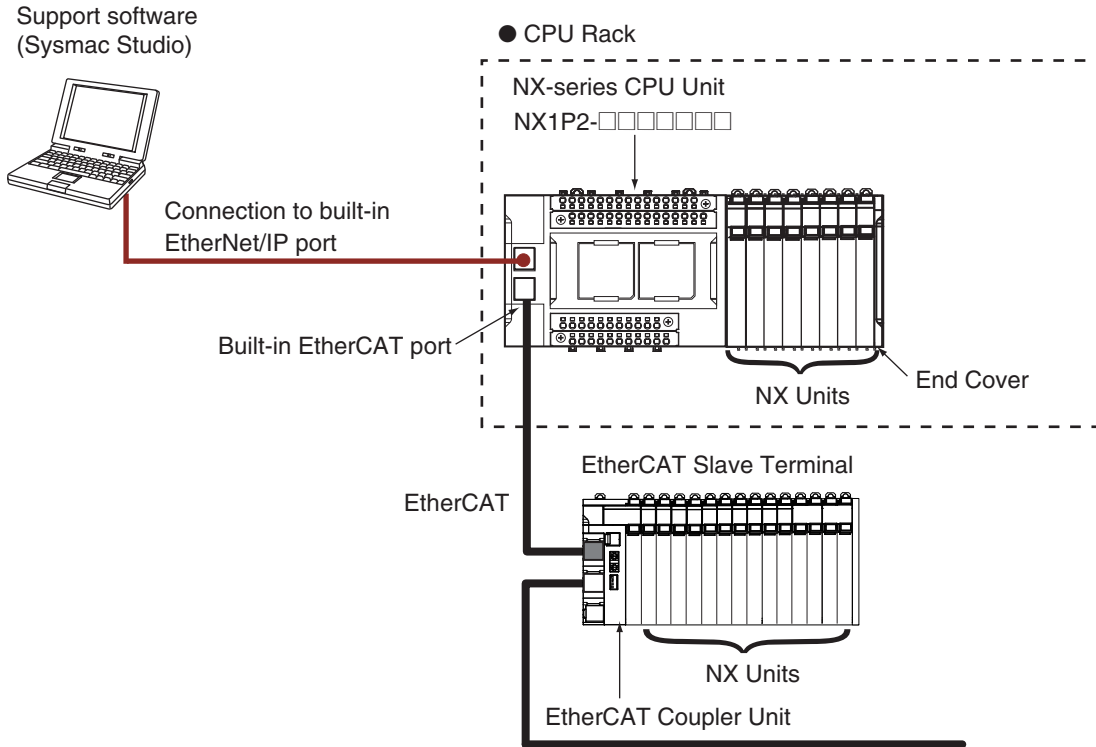 Support software
(Sysmac Studio)
● CPU Rack
NX-series CPU Unit
NX1P2-□□□□□□□
Connection to built-in
EtherNet/IP port
Built-in EtherCAT port
End Cover
NX Units
EtherCAT Slave Terminal
EtherCAT
NX Units
EtherCAT Coupler Unit